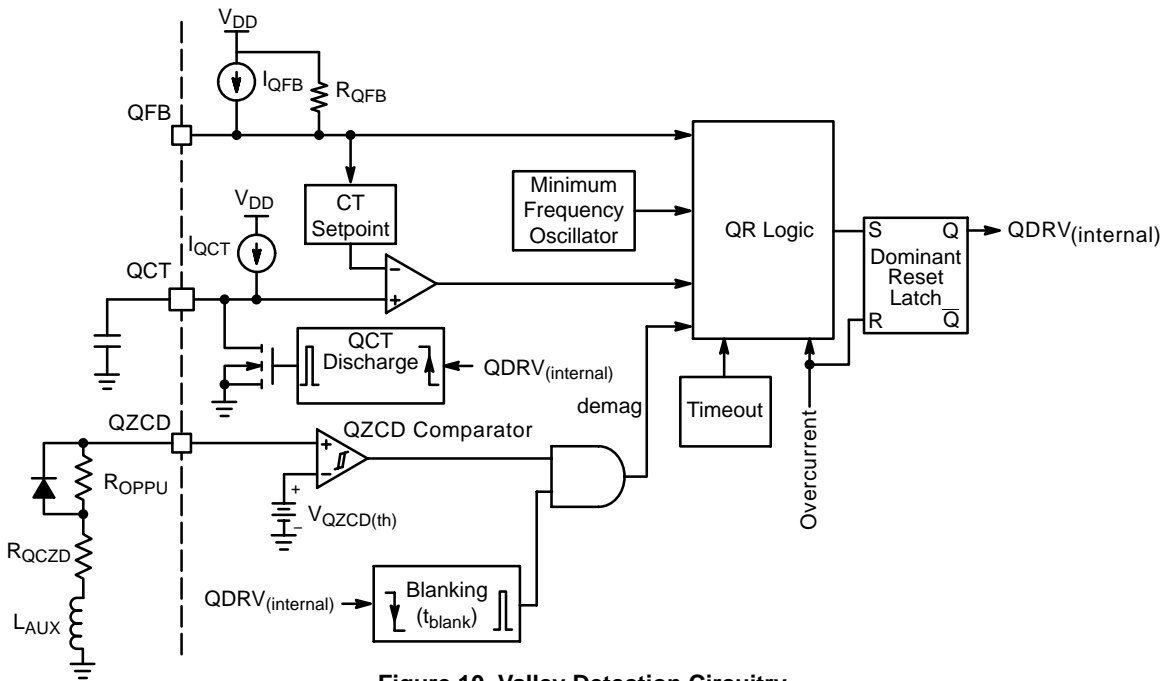 VDD
IQFB
RQFB
QFB
CT
Setpoint
Minimum
Frequency
Oscillator
QR Logic
S Q
Dominant
Reset
Latch
R Q̅
QDRV(internal)
VDD
IQCT
QCT
−
+
QCT
Discharge
QDRV(internal)
demag
Timeout
Overcurrent
QZCD
QZCD Comparator
+
−
ROPPU
+
−
VQZCD(th)
RQCZD
LAUX
QDRV(internal)
Blanking
(tblank)